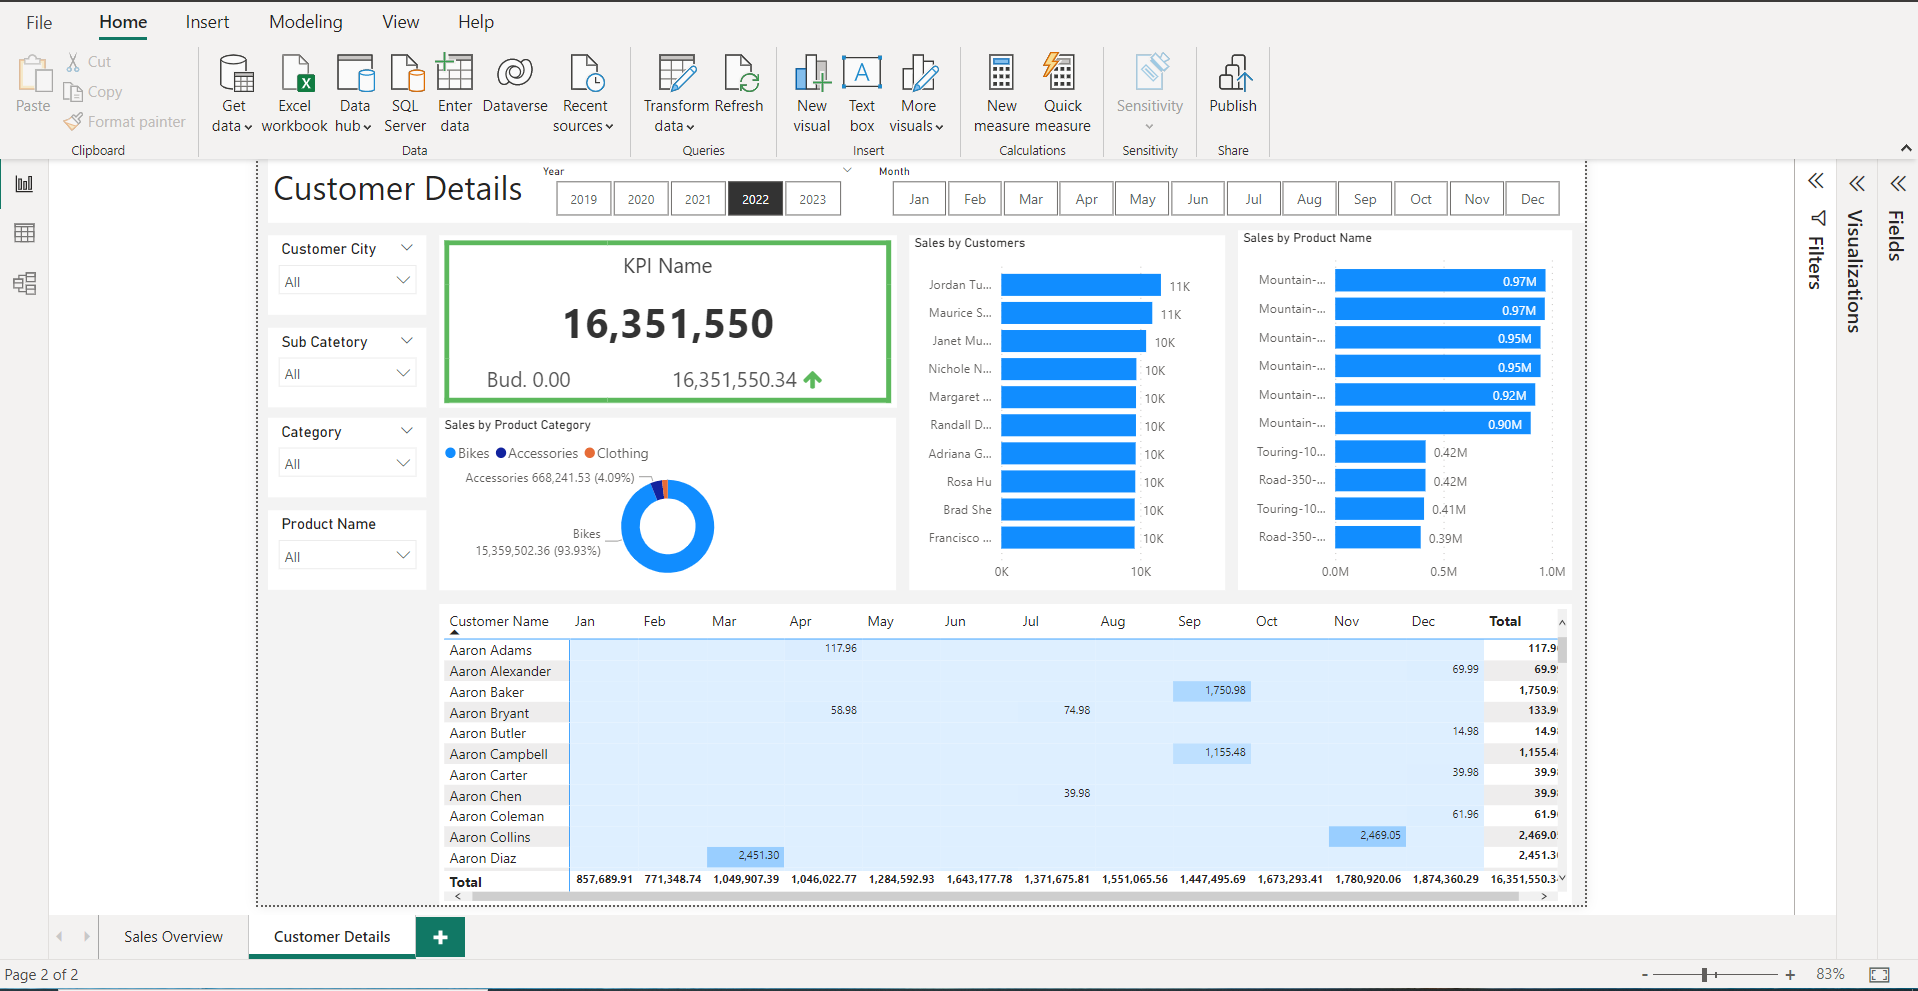 File Home Insert Modeling View Help
Paste
Cut
Copy
Format painter
Clipboard
Get data
Excel workbook
Data hub
SQL Server
Enter data
Dataverse
Recent sources
Data
Transform data
Refresh
Queries
New visual
Text box
More visuals
Insert
New measure
Quick measure
Calculations
Sensitivity
Sensitivity
Publish
Share
Customer Details
Year
2019 2020 2021 2022 2023
Month
Jan Feb Mar Apr May Jun Jul Aug Sep Oct Nov Dec
Filters
Visualizations
Fields
Customer City
All
Sub Catetory
All
Category
All
Product Name
All
KPI Name
16,351,550
Bud. 0.00 16,351,550.34
Sales by Product Category
Bikes Accessories Clothing
Accessories 668,241.53 (4.09%)
Bikes
15,359,502.36 (93.93%)
Sales by Customers
Jordan Tu... 11K
Maurice S... 11K
Janet Mu... 10K
Nichole N... 10K
Margaret ... 10K
Randall D... 10K
Adriana G... 10K
Rosa Hu 10K
Brad She 10K
Francisco ... 10K
0K 10K
Sales by Product Name
Mountain-... 0.97M
Mountain-... 0.97M
Mountain-... 0.95M
Mountain-... 0.95M
Mountain-... 0.92M
Mountain-... 0.90M
Touring-10... 0.42M
Road-350-... 0.42M
Touring-10... 0.41M
Road-350-... 0.39M
0.0M 0.5M 1.0M
Customer Name Jan Feb Mar Apr May Jun Jul Aug Sep Oct Nov Dec Total
Aaron Adams 117.96 117.9
Aaron Alexander 69.99 69.9
Aaron Baker 1,750.98 1,750.9
Aaron Bryant 58.98 74.98 133.9
Aaron Butler 14.98 14.9
Aaron Campbell 1,155.48 1,155.4
Aaron Carter 39.98 39.9
Aaron Chen 39.98 39.9
Aaron Coleman 61.96 61.9
Aaron Collins 2,469.05 2,469.0
Aaron Diaz 2,451.30 2,451.3
Total 857,689.91 771,348.74 1,049,907.39 1,046,022.77 1,284,592.93 1,643,177.78 1,371,675.81 1,551,065.56 1,447,495.69 1,673,293.41 1,780,920.06 1,874,360.29 16,351,550.3
Sales Overview Customer Details +
Page 2 of 2
- + 83%